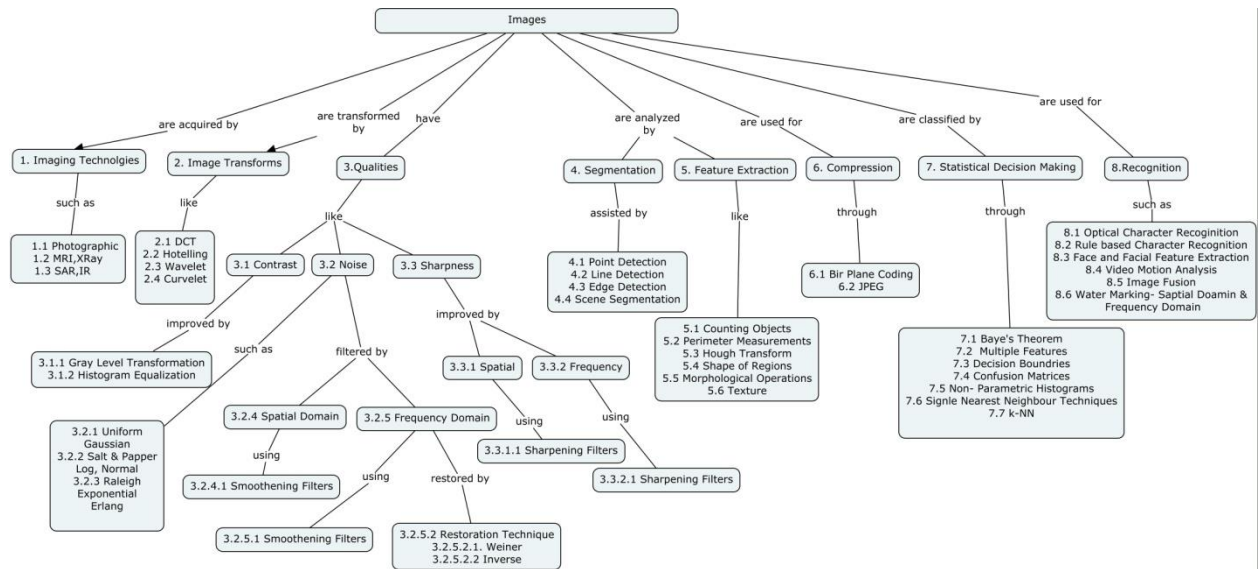 Images
are acquired by
are transformed
by
have
are analyzed
by
are used for
are classified by
are used for
1. Imaging Technolgies
2. Image Transforms
3.Qualities
4. Segmentation
5. Feature Extraction
6. Compression
7. Statistical Decision Making
8.Recognition
such as
like
like
assisted by
like
through
through
such as
1.1 Photographic
1.2 MRI,XRay
1.3 SAR,IR
2.1 DCT
2.2 Hotelling
2.3 Wavelet
2.4 Curvelet
3.1 Contrast
3.2 Noise
3.3 Sharpness
4.1 Point Detection
4.2 Line Detection
4.3 Edge Detection
4.4 Scene Segmentation
6.1 Bir Plane Coding
6.2 JPEG
8.1 Optical Character Recoginition
8.2 Rule based Character Recognition
8.3 Face and Facial Feature Extraction
8.4 Video Motion Analysis
8.5 Image Fusion
8.6 Water Marking- Saptial Doamin &
Frequency Domain
improved by
such as
filtered by
improved by
5.1 Counting Objects
5.2 Perimeter Measurements
5.3 Hough Transform
5.4 Shape of Regions
5.5 Morphological Operations
5.6 Texture
7.1 Baye's Theorem
7.2 Multiple Features
7.3 Decision Boundries
7.4 Confusion Matrices
7.5 Non- Parametric Histograms
7.6 Signle Nearest Neighbour Techniques
7.7 k-NN
3.1.1 Gray Level Transformation
3.1.2 Histogram Equalization
3.3.1 Spatial
3.3.2 Frequency
3.2.4 Spatial Domain
3.2.5 Frequency Domain
using
using
3.2.1 Uniform
Gaussian
3.2.2 Salt & Papper
Log, Normal
3.2.3 Raleigh
Exponential
Erlang
using
using
restored by
3.3.1.1 Sharpening Filters
3.3.2.1 Sharpening Filters
3.2.4.1 Smoothening Filters
3.2.5.1 Smoothening Filters
3.2.5.2 Restoration Technique
3.2.5.2.1. Weiner
3.2.5.2.2 Inverse